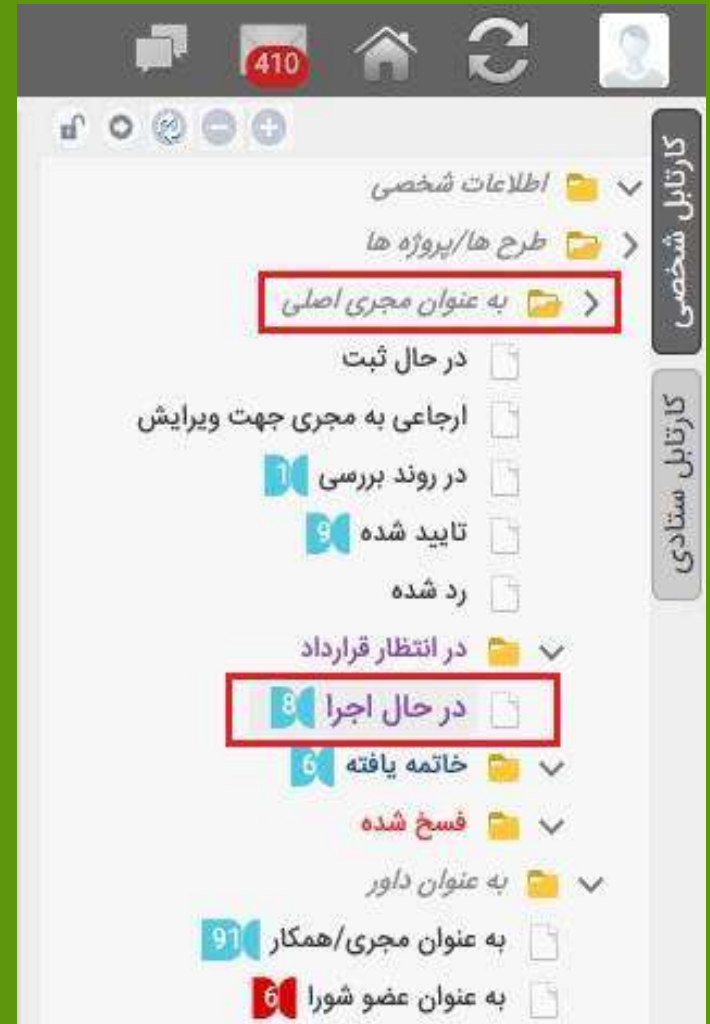 410
کارتابل شخصی
کارتابل ستادی
اطلاعات شخصی
طرح ها/پروژه ها
به عنوان مجری اصلی
در حال ثبت
ارجاعی به مجری جهت ویرایش
در روند بررسی 1
تایید شده 9
رد شده
در انتظار قرارداد
در حال اجرا 8
خاتمه یافته 6
فسخ شده
به عنوان داور
به عنوان مجری/همکار 91
به عنوان عضو شورا 6